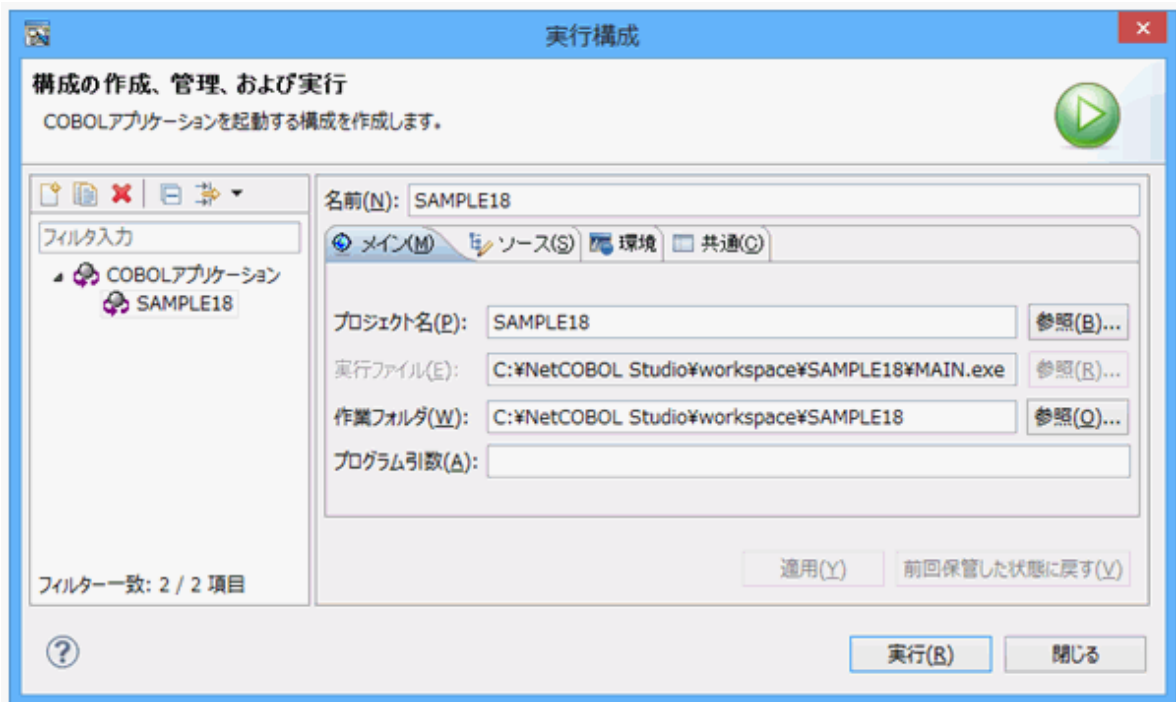 実行構成
構成の作成、管理、および実行
COBOLアプリケーションを起動する構成を作成します。
名前(N): SAMPLE18
フィルタ入力
メイン(M) ソース(S) 環境 共通(C)
COBOLアプリケーション
SAMPLE18
プロジェクト名(P): SAMPLE18 参照(B)...
実行ファイル(E): C:¥NetCOBOL Studio¥workspace¥SAMPLE18¥MAIN.exe 参照(R)...
作業フォルダ(W): C:¥NetCOBOL Studio¥workspace¥SAMPLE18 参照(O)...
プログラム引数(A):
適用(Y) 前回保管した状態に戻す(V)
フィルター一致: 2 / 2 項目
実行(R) 閉じる